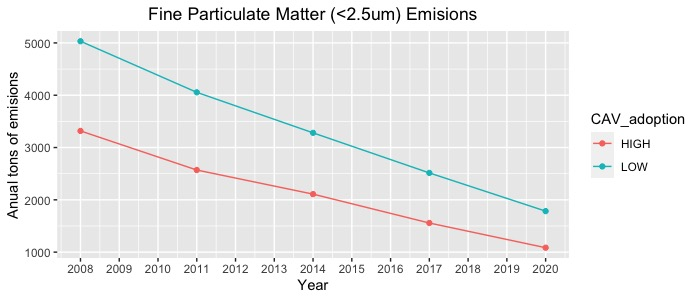 Fine Particulate Matter (<2.5um) Emisions
Anual tons of emisions
5000
4000
3000
2000
1000
2008 2009 2010 2011 2012 2013 2014 2015 2016 2017 2018 2019 2020
Year
CAV_adoption
HIGH
LOW